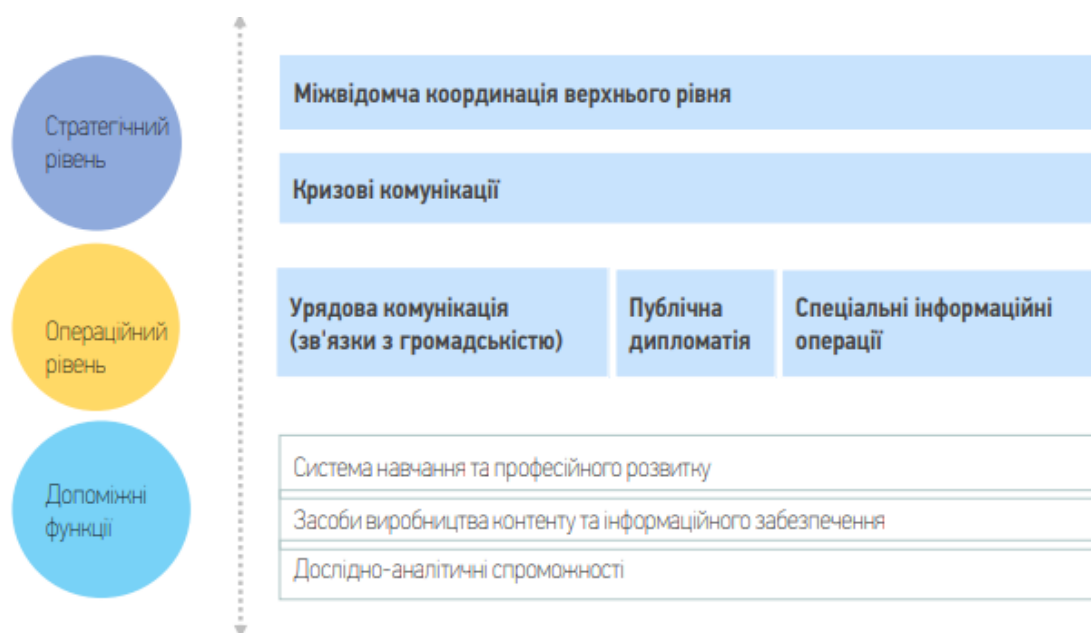 Стратегічний
рівень
Міжвідомча координація верхнього рівня
Кризові комунікації
Операційний
рівень
Урядова комунікація
(зв'язки з громадськістю)
Публічна
дипломатія
Спеціальні інформаційні
операції
Допоміжні
функції
Система навчання та професійного розвитку
Засоби виробництва контенту та інформаційного забезпечення
Дослідно-аналітичні спроможності